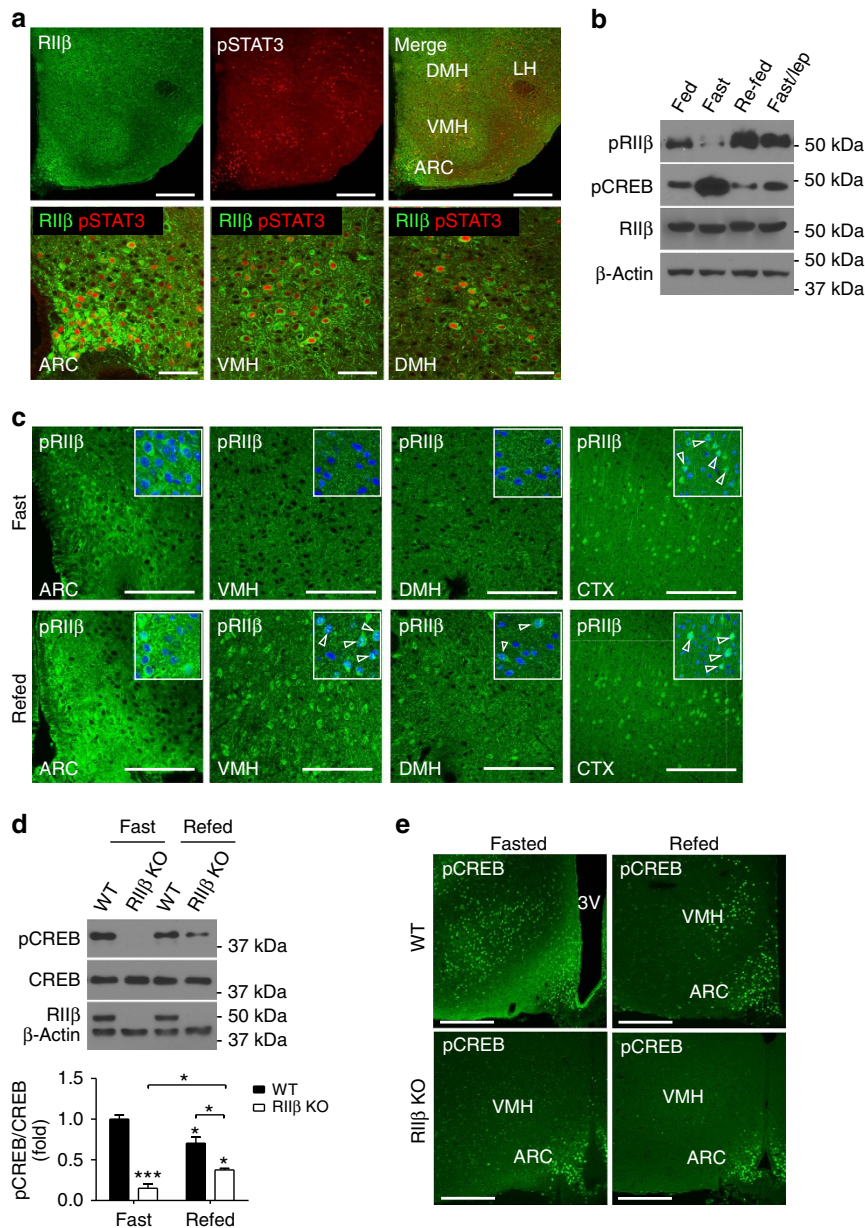 a
RIIβ
pSTAT3
Merge
DMH
LH
VMH
ARC
RIIβ pSTAT3
RIIβ pSTAT3
RIIβ pSTAT3
ARC
VMH
DMH
b
Fed
Fast
Re-fed
Fast/lep
pRIIβ
- 50 kDa
pCREB
- 50 kDa
RIIβ
- 50 kDa
β-Actin
- 50 kDa
- 37 kDa
c
Fast
pRIIβ
pRIIβ
pRIIβ
pRIIβ
ARC
VMH
DMH
CTX
Refed
pRIIβ
pRIIβ
pRIIβ
pRIIβ
ARC
VMH
DMH
CTX
d
Fast
Refed
WT
RIIβ KO
WT
RIIβ KO
pCREB
- 37 kDa
CREB
- 37 kDa
RIIβ
- 50 kDa
β-Actin
- 37 kDa
pCREB/CREB
(fold)
1.5
1.0
0.5
0.0
*
WT
RIIβ KO
*
*
***
*
Fast
Refed
e
Fasted
Refed
WT
pCREB
3V
pCREB
VMH
ARC
RIIβ KO
pCREB
VMH
ARC
pCREB
VMH
ARC